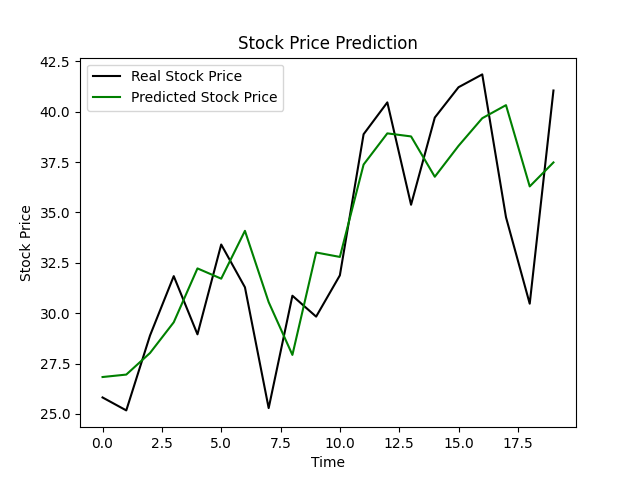 Stock Price Prediction
42.5
40.0
37.5
35.0
32.5
30.0
27.5
25.0
Stock Price
Real Stock Price
Predicted Stock Price
0.0 2.5 5.0 7.5 10.0 12.5 15.0 17.5
Time